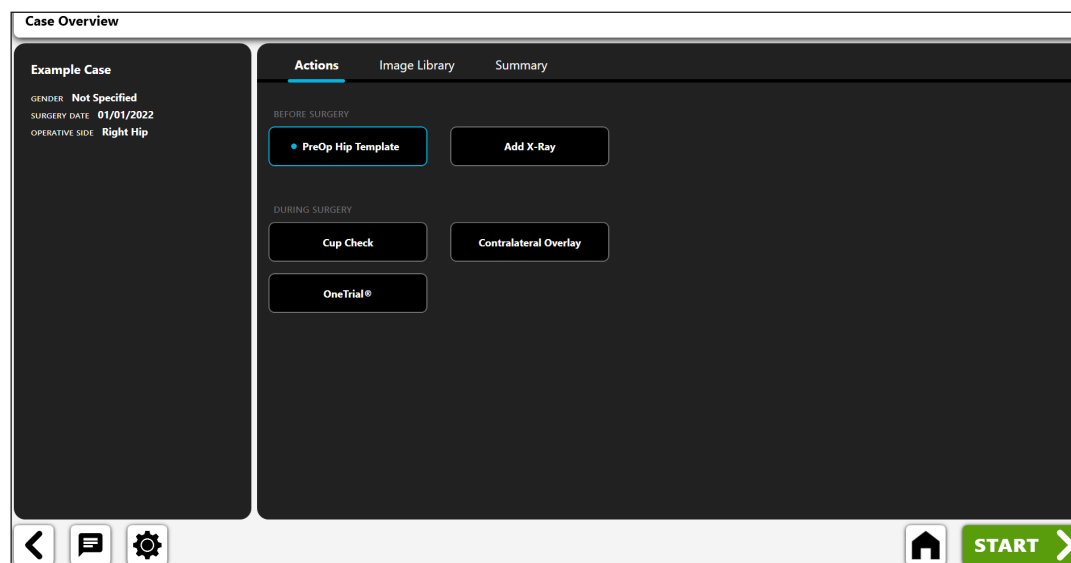 Case Overview
Example Case
GENDER Not Specified
SURGERY DATE 01/01/2022
OPERATIVE SIDE Right Hip
Actions Image Library Summary
BEFORE SURGERY
PreOp Hip Template Add X-Ray
DURING SURGERY
Cup Check Contralateral Overlay
OneTrial®
START